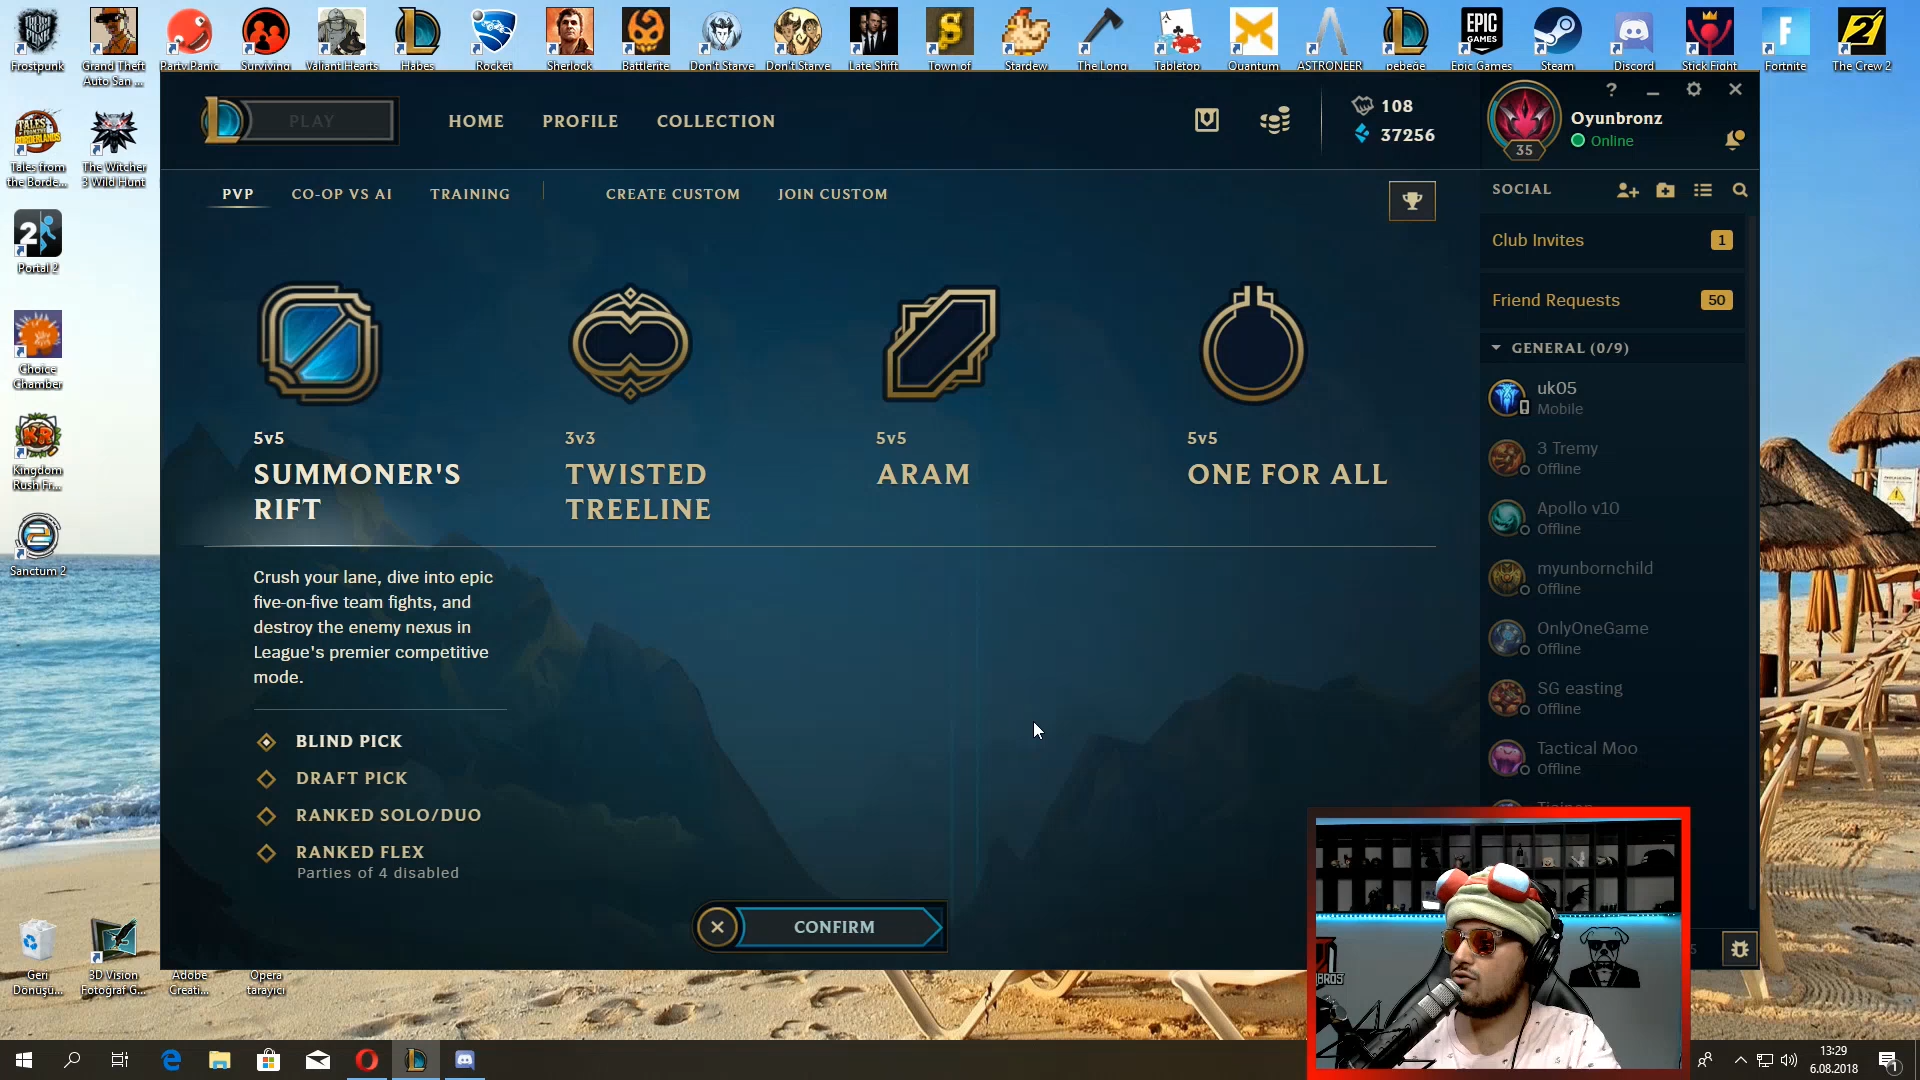 Frostpunk
Grand Theft
Auto San ...
Party Panic
Surviving
Valiant Hearts
Habes
Rocket
Sherlock
Battlerite
Don't Starve
Don't Starve
Late Shift
Town of
Stardew
The Long
Tabletop
Quantum
ASTRONEER
pebeğe
Epic Games
Steam
Discord
Stick Fight
Fortnite
The Crew 2
EPIC
GAMES
PLAY
HOME
PROFILE
COLLECTION
108
37256
35
Oyunbronz
Online
Tales from
the Borde...
The Witcher
3 Wild Hunt
Portal 2
Choice
Chamber
Kingdom
Rush Fr...
Sanctum 2
PVP
CO-OP VS AI
TRAINING
CREATE CUSTOM
JOIN CUSTOM
SOCIAL
Club Invites
1
Friend Requests
50
GENERAL (0/9)
uk05
Mobile
3 Tremy
Offline
Apollo v10
Offline
myunbornchild
Offline
OnlyOneGame
Offline
SG easting
Offline
Tactical Moo
Offline
5v5
SUMMONER'S
RIFT
3v3
TWISTED
TREELINE
5v5
ARAM
5v5
ONE FOR ALL
Crush your lane, dive into epic
five-on-five team fights, and
destroy the enemy nexus in
League's premier competitive
mode.
BLIND PICK
DRAFT PICK
RANKED SOLO/DUO
RANKED FLEX
Parties of 4 disabled
CONFIRM
Geri
Dönüşü...
3D Vision
Fotoğraf G...
Adobe
Creati...
Opera
tarayıcı
13:29
6.08.2018
1